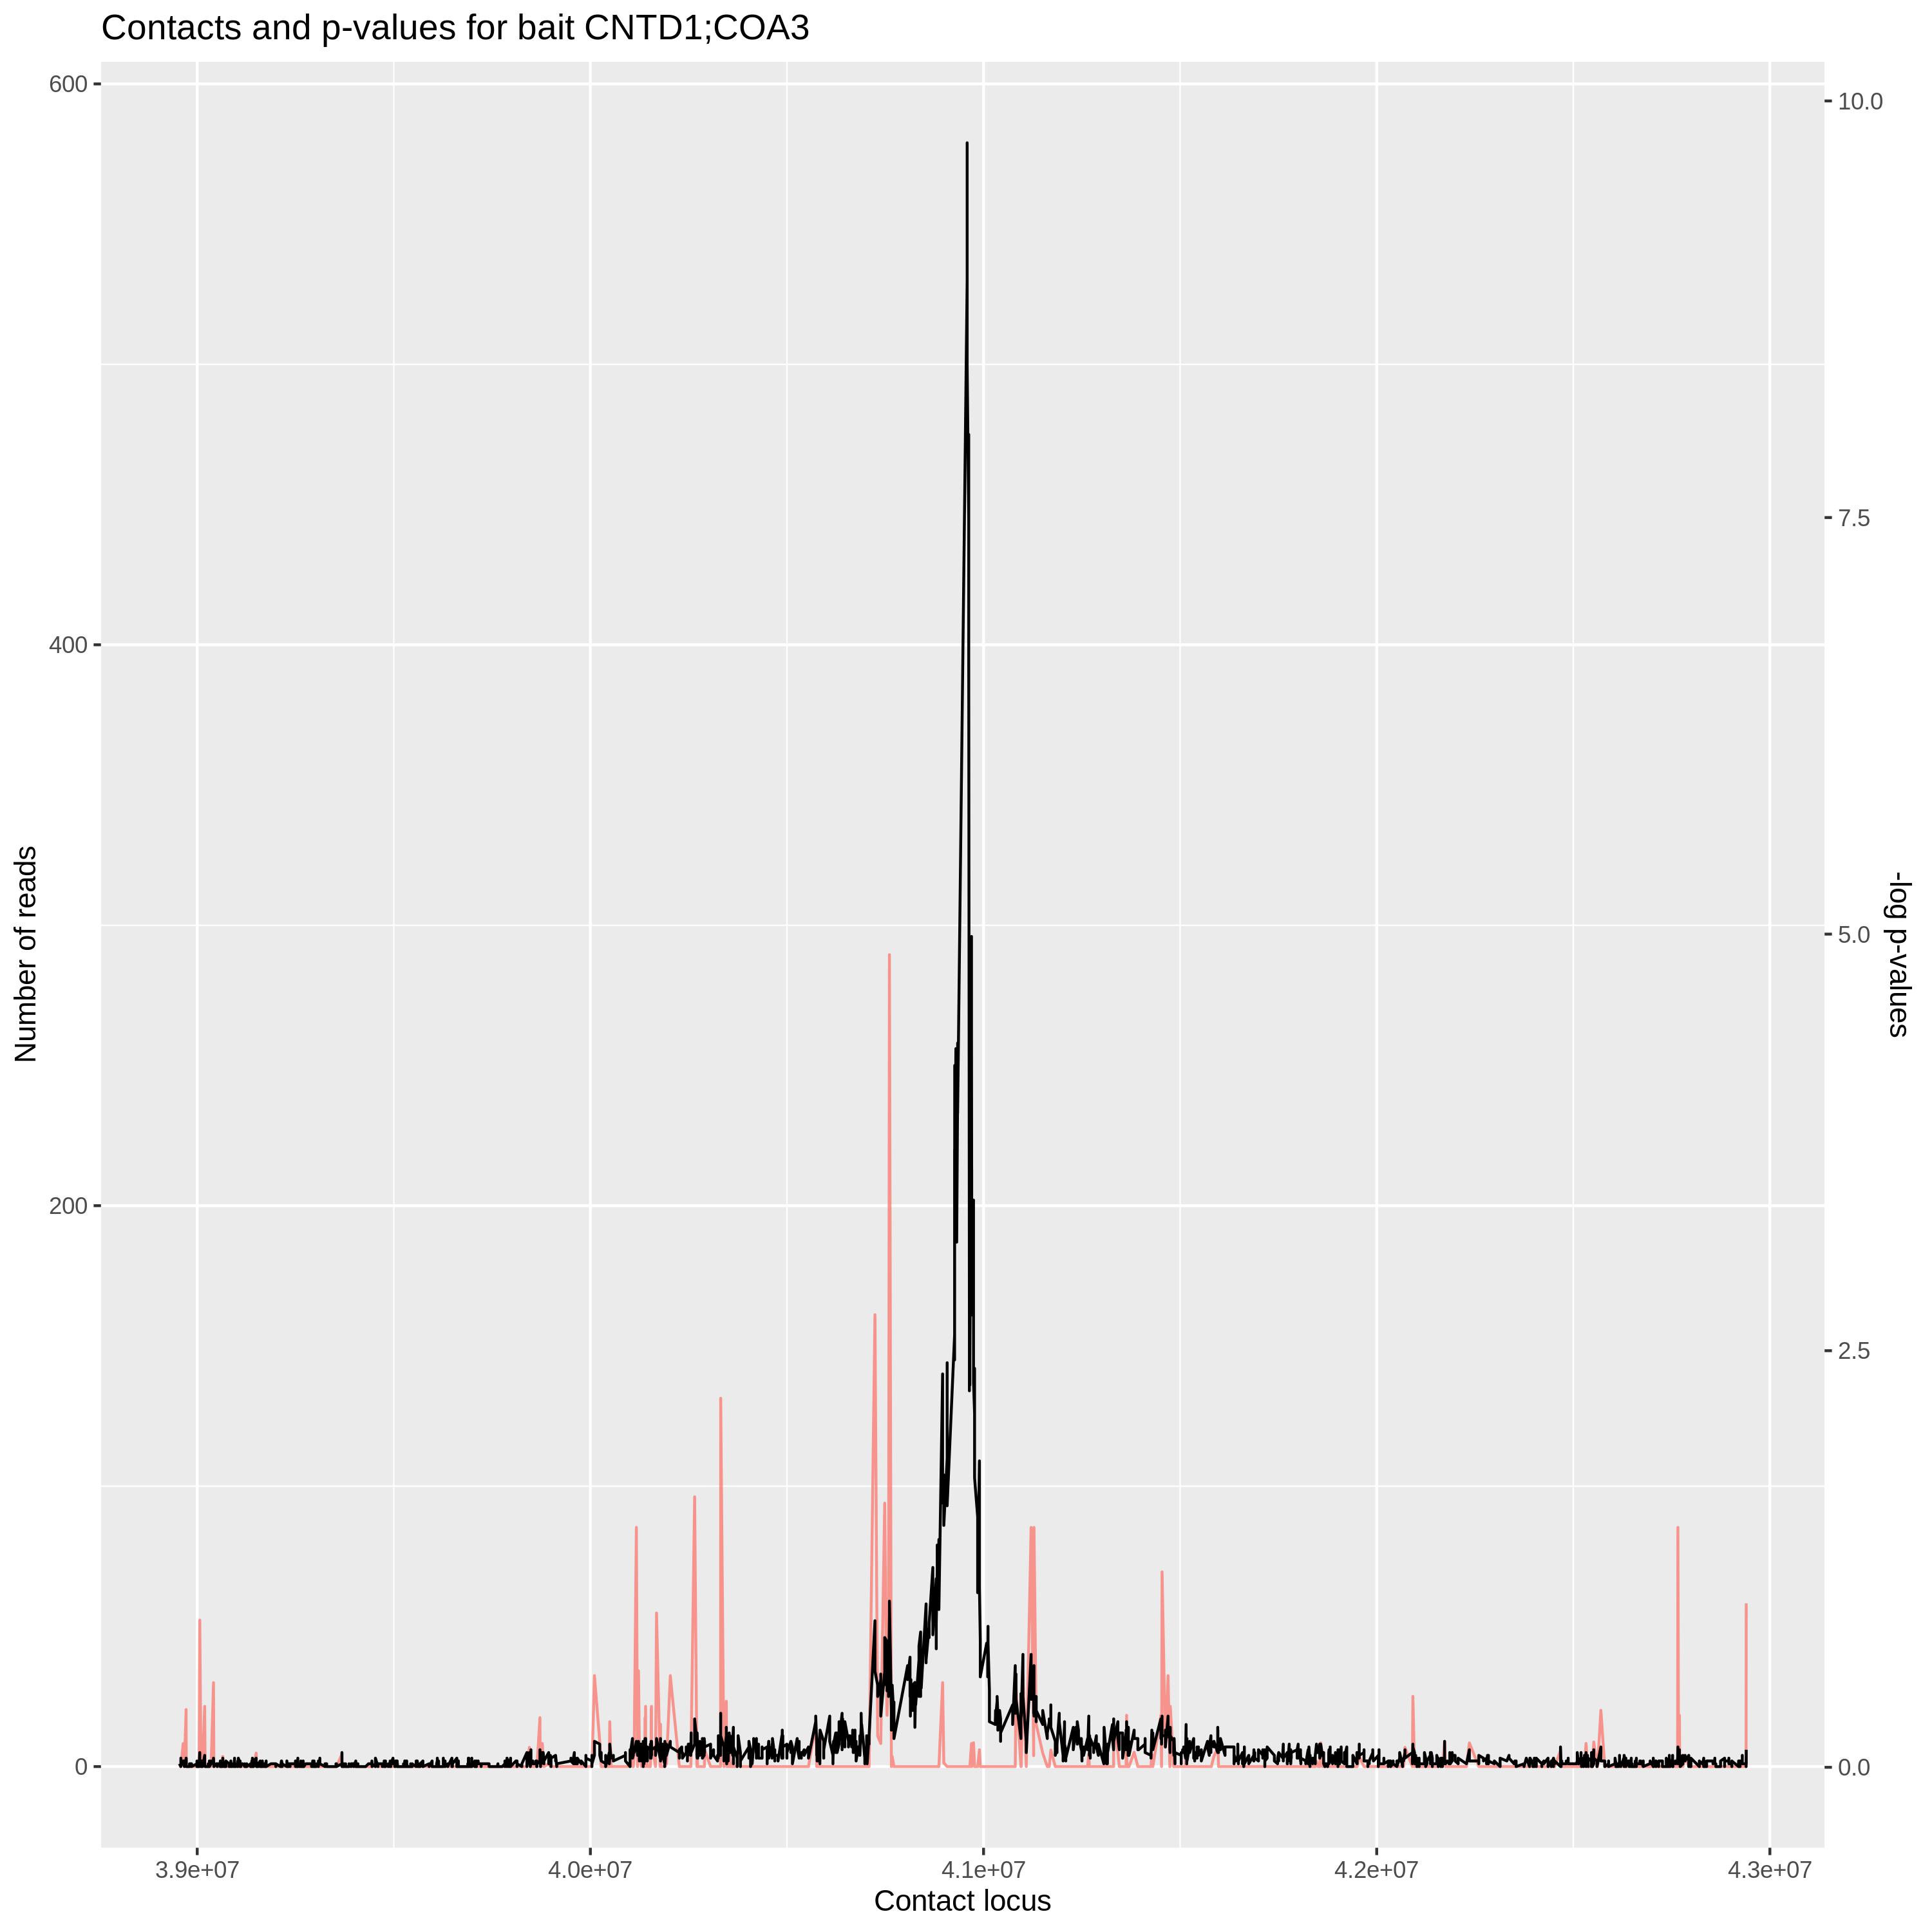 Contacts and p-values for bait CNTD1;COA3
600
400
200
0
10.0
7.5
5.0
2.5
0.0
Number of reads
-log p-values
3.9e+07
4.0e+07
4.1e+07
4.2e+07
4.3e+07
Contact locus